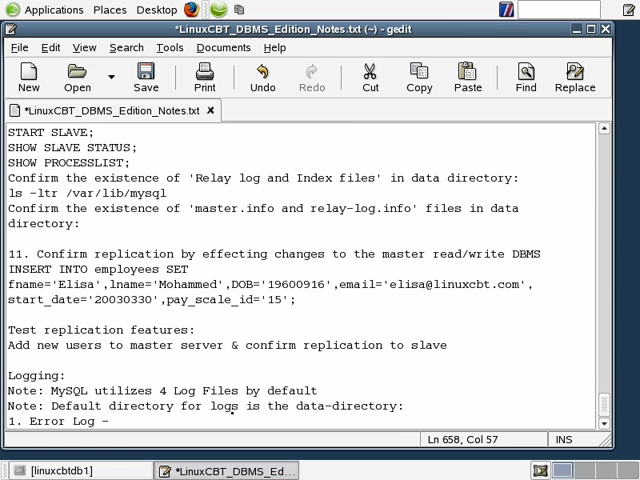 Applications Places Desktop
*LinuxCBT_DBMS_Edition_Notes.txt (~) - gedit
File Edit View Search Tools Documents Help
New Open Save Print Undo Redo Cut Copy Paste Find Replace
*LinuxCBT_DBMS_Edition_Notes.txt
START SLAVE;
SHOW SLAVE STATUS;
SHOW PROCESSLIST;
Confirm the existence of 'Relay log and Index files' in data directory:
ls -ltr /var/lib/mysql
Confirm the existence of 'master.info and relay-log.info' files in data
directory:
11. Confirm replication by effecting changes to the master read/write DBMS
INSERT INTO employees SET
fname='Elisa',lname='Mohammed',DOB='19600916',email='elisa@linuxcbt.com',
start_date='20030330',pay_scale_id='15';
Test replication features:
Add new users to master server & confirm replication to slave
Logging:
Note: MySQL utilizes 4 Log Files by default
Note: Default directory for logs is the data-directory:
1. Error Log -
Ln 658, Col 57 INS
[linuxcbtdb1] *LinuxCBT_DBMS_Ed...